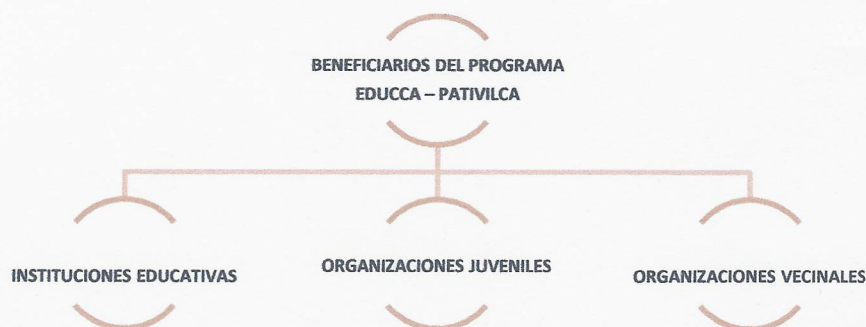 BENEFICIARIOS DEL PROGRAMA
EDUCCA – PATIVILCA
INSTITUCIONES EDUCATIVAS
ORGANIZACIONES JUVENILES
ORGANIZACIONES VECINALES